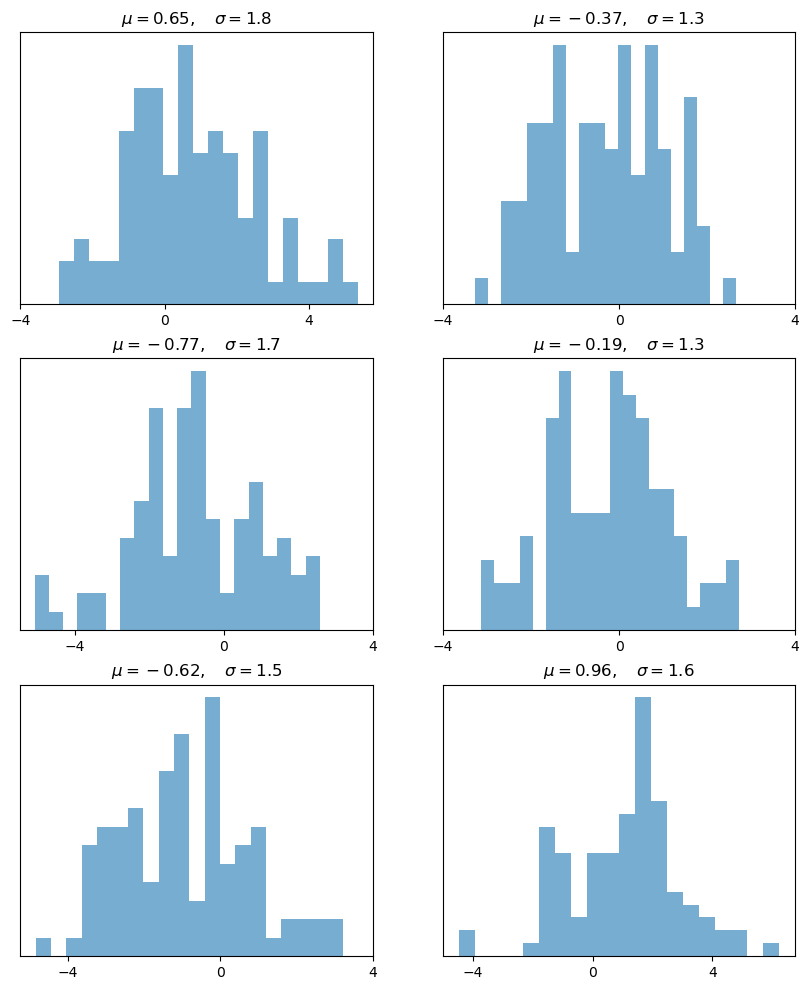 μ = 0.65, σ = 1.8
μ = −0.37, σ = 1.3
−4 0 4
−4 0 4
μ = −0.77, σ = 1.7
μ = −0.19, σ = 1.3
−4 0 4
−4 0 4
μ = −0.62, σ = 1.5
μ = 0.96, σ = 1.6
−4 0 4
−4 0 4